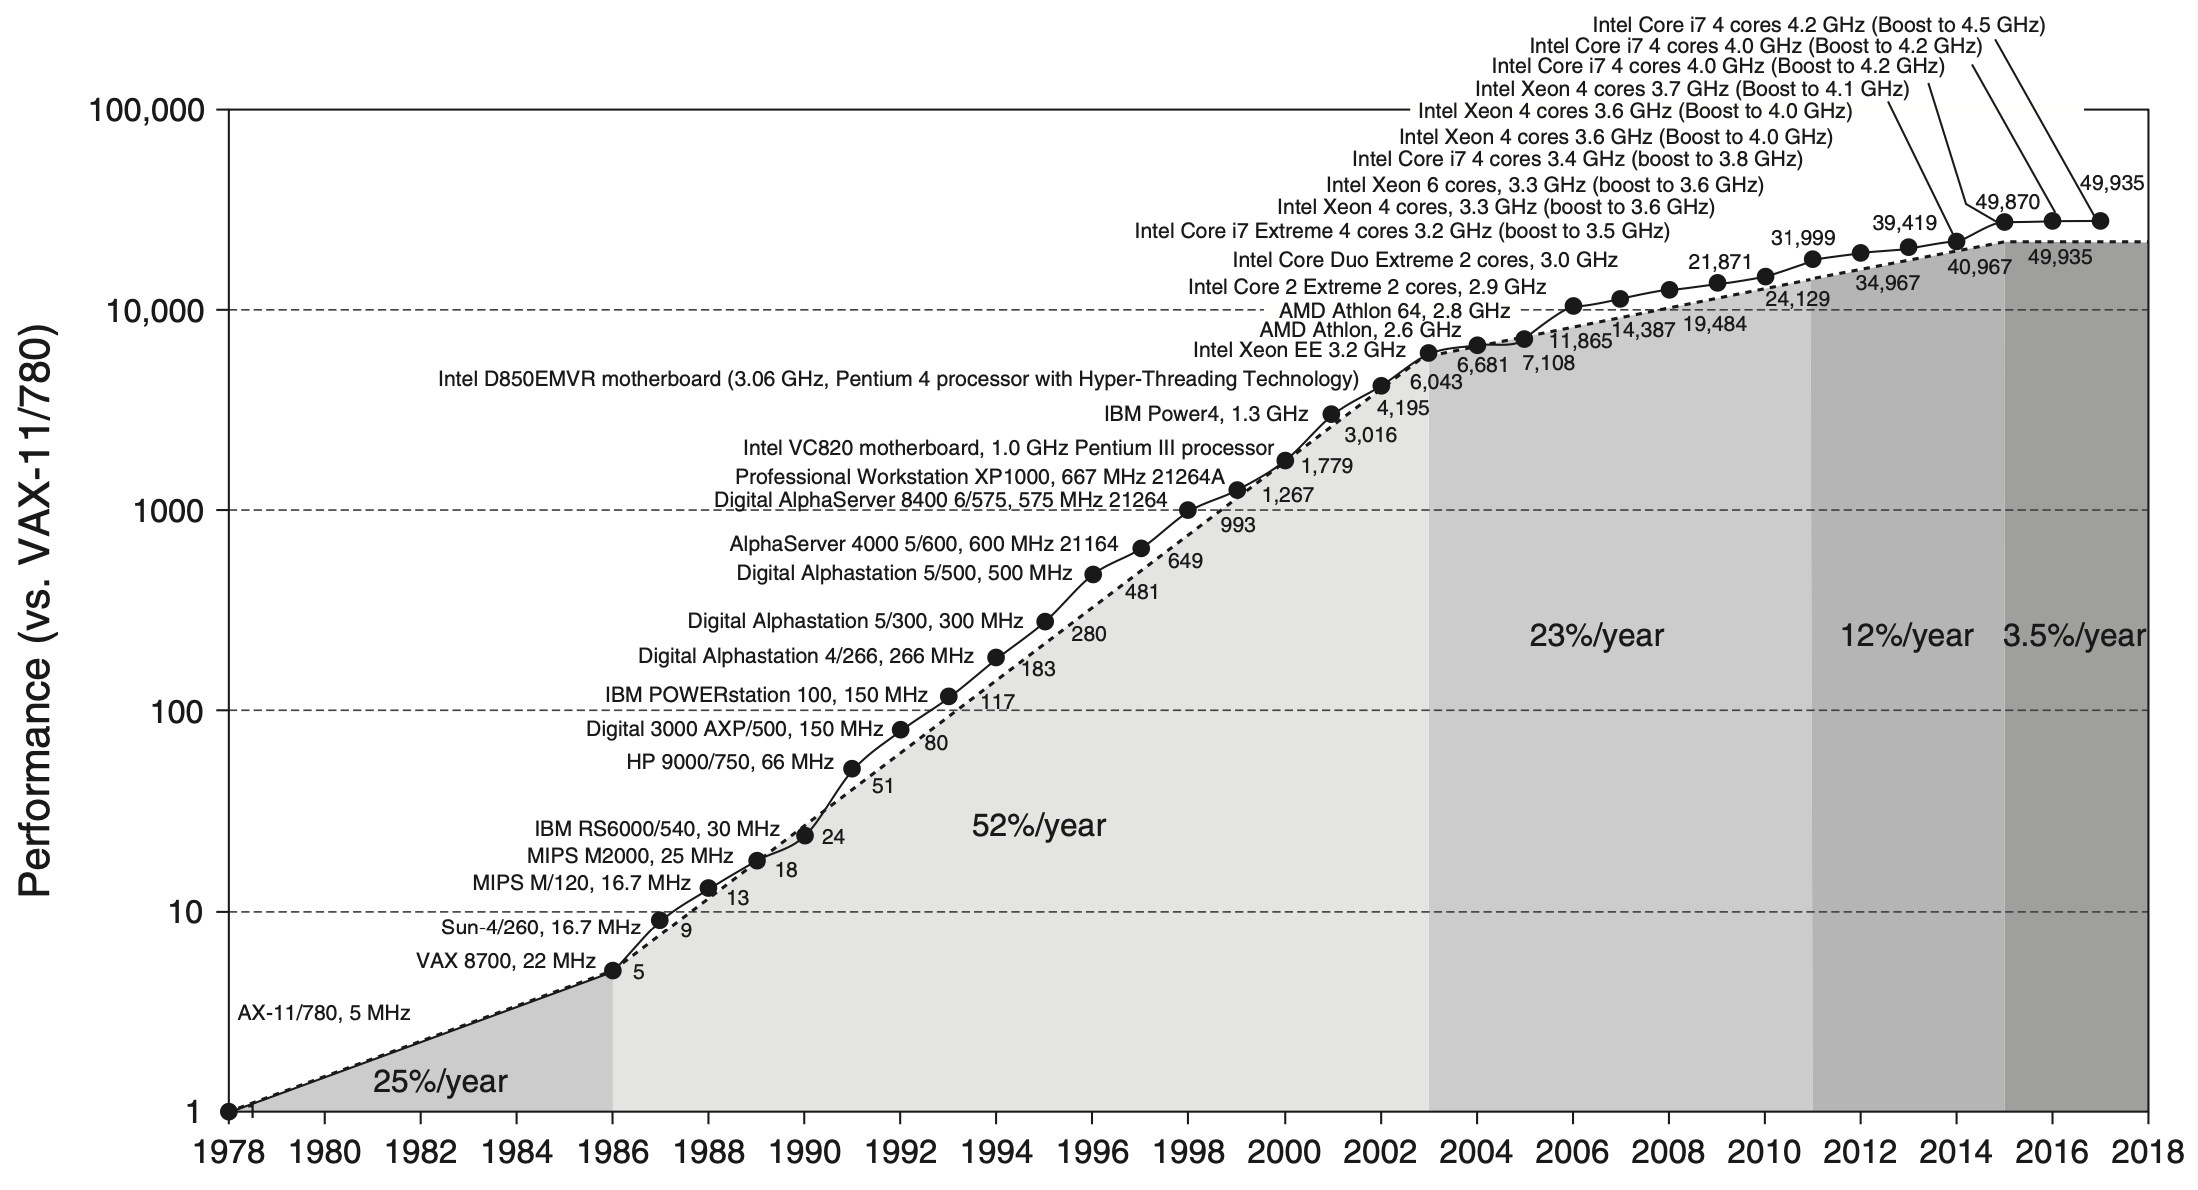 Intel Core i7 4 cores 4.2 GHz (Boost to 4.5 GHz)
Intel Core i7 4 cores 4.0 GHz (Boost to 4.2 GHz)
Intel Core i7 4 cores 4.0 GHz (Boost to 4.2 GHz)
Intel Xeon 4 cores 3.7 GHz (Boost to 4.1 GHz)
100,000
Intel Xeon 4 cores 3.6 GHz (Boost to 4.0 GHz)
Intel Xeon 4 cores 3.6 GHz (Boost to 4.0 GHz)
Intel Core i7 4 cores 3.4 GHz (boost to 3.8 GHz)
Intel Xeon 6 cores, 3.3 GHz (boost to 3.6 GHz)
49,935
Intel Xeon 4 cores, 3.3 GHz (boost to 3.6 GHz)
49,870
39,419
Intel Core i7 Extreme 4 cores 3.2 GHz (boost to 3.5 GHz)
31,999
Intel Core Duo Extreme 2 cores, 3.0 GHz
21,871
49,935
40,967
34,967
24,129
Intel Core 2 Extreme 2 cores, 2.9 GHz
10,000
AMD Athlon 64, 2.8 GHz
19,484
14,387
11,865
AMD Athlon, 2.6 GHz
7,108
6,681
Intel Xeon EE 3.2 GHz
6,043
Intel D850EMVR motherboard (3.06 GHz, Pentium 4 processor with Hyper-Threading Technology)
4,195
IBM Power4, 1.3 GHz
3,016
Intel VC820 motherboard, 1.0 GHz Pentium III processor
1,779
Professional Workstation XP1000, 667 MHz 21264A
1,267
Digital AlphaServer 8400 6/575, 575 MHz 21264
1000
993
AlphaServer 4000 5/600, 600 MHz 21164
649
Digital Alphastation 5/500, 500 MHz
481
Digital Alphastation 5/300, 300 MHz
280
23%/year
12%/year
3.5%/year
Digital Alphastation 4/266, 266 MHz
183
IBM POWERstation 100, 150 MHz
117
100
Digital 3000 AXP/500, 150 MHz
80
HP 9000/750, 66 MHz
51
52%/year
IBM RS6000/540, 30 MHz
24
MIPS M2000, 25 MHz
18
MIPS M/120, 16.7 MHz
13
10
Sun-4/260, 16.7 MHz
9
VAX 8700, 22 MHz
5
AX-11/780, 5 MHz
25%/year
1
Performance (vs. VAX-11/780)
1978 1980 1982 1984 1986 1988 1990 1992 1994 1996 1998 2000 2002 2004 2006 2008 2010 2012 2014 2016 2018